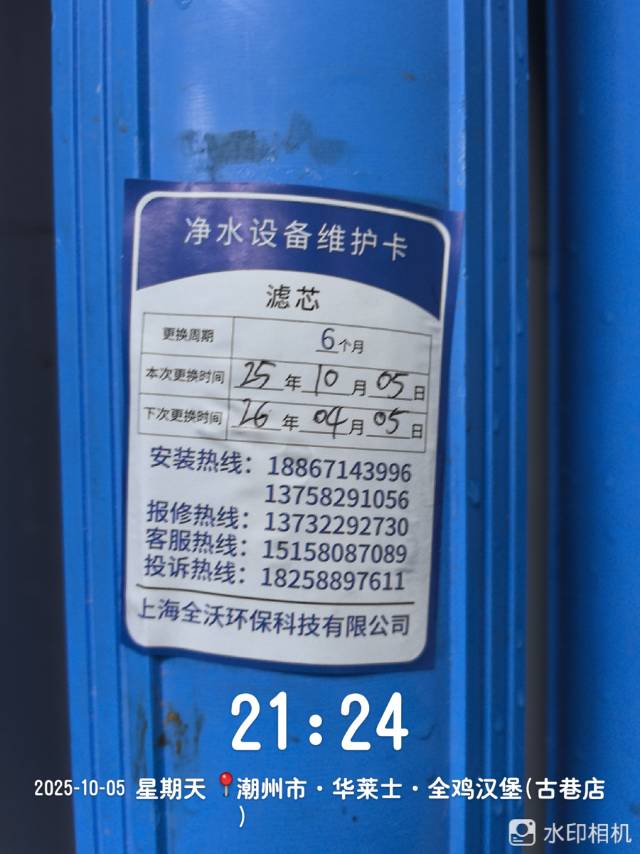 净水设备维护卡
滤芯
更换周期 6个月
本次更换时间 25年10月05日
下次更换时间 26年04月05日
安装热线：18867143996
13758291056
报修热线：13732292730
客服热线：15158087089
投诉热线：18258897611
上海全沃环保科技有限公司
21:24
2025-10-05 星期天 📍潮州市·华莱士·全鸡汉堡(古巷店
)
水印相机